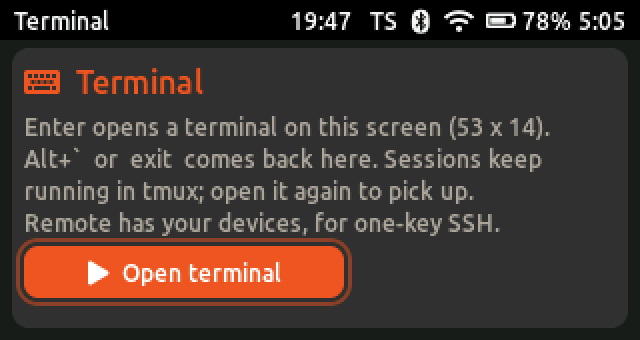 Terminal 19:47 TS 78% 5:05
Terminal
Enter opens a terminal on this screen (53 x 14).
Alt+` or exit comes back here. Sessions keep
running in tmux; open it again to pick up.
Remote has your devices, for one-key SSH.
Open terminal